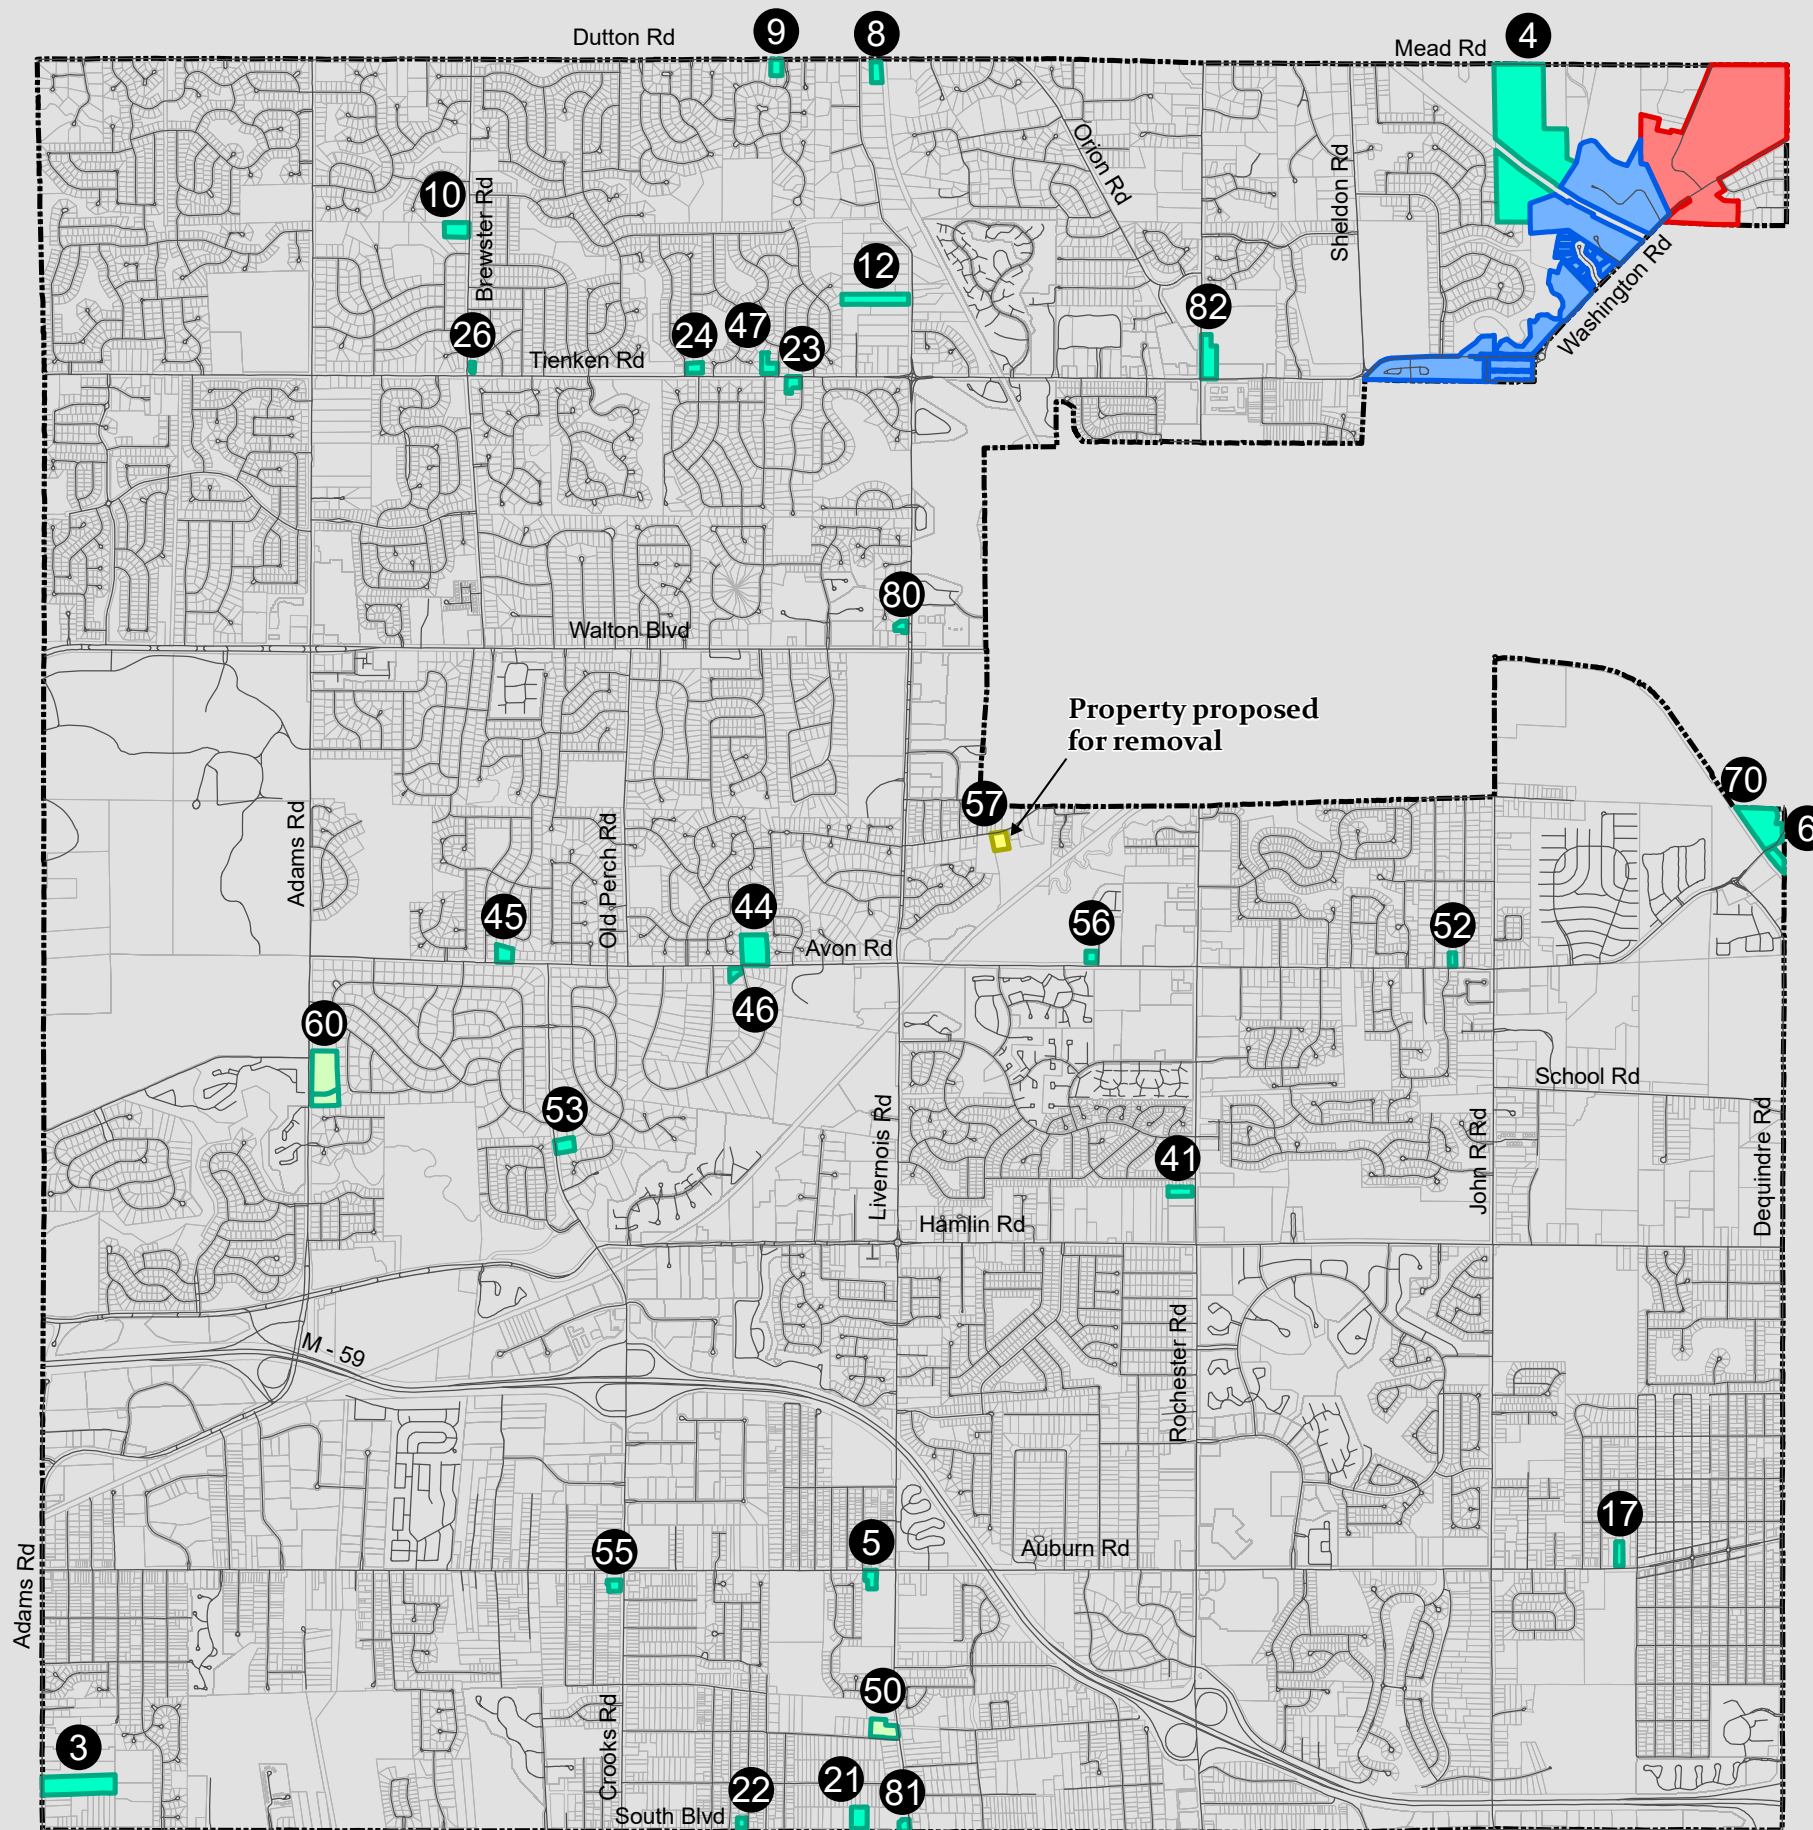 9
8
4
Dutton Rd
Mead Rd
Orion Rd
Sheldon Rd
10
Brewster Rd
Washington Rd
12
82
26
24
47
23
Tienken Rd
80
Walton Blvd
Property proposed
for removal
70
57
6
Adams Rd
Old Perch Rd
45
44
56
52
Avon Rd
46
60
School Rd
53
Livernois Rd
41
John R Rd
Dequindre Rd
Hamlin Rd
M - 59
Rochester Rd
17
55
5
Auburn Rd
Adams Rd
50
3
Crooks Rd
22
21
81
South Blvd